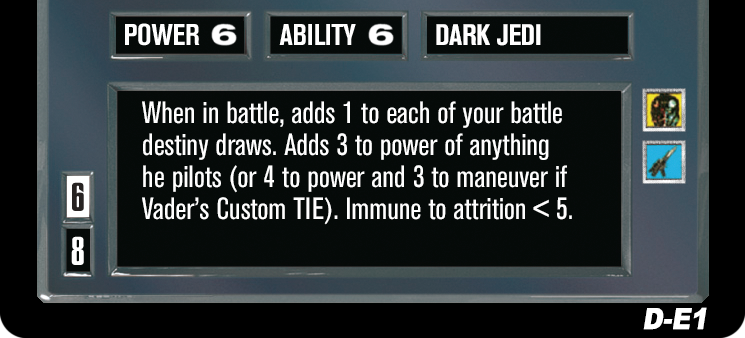 POWER 6 ABILITY 6 DARK JEDI
When in battle, adds 1 to each of your battle
destiny draws. Adds 3 to power of anything
he pilots (or 4 to power and 3 to maneuver if
Vader's Custom TIE). Immune to attrition < 5.
6
8
D-E1